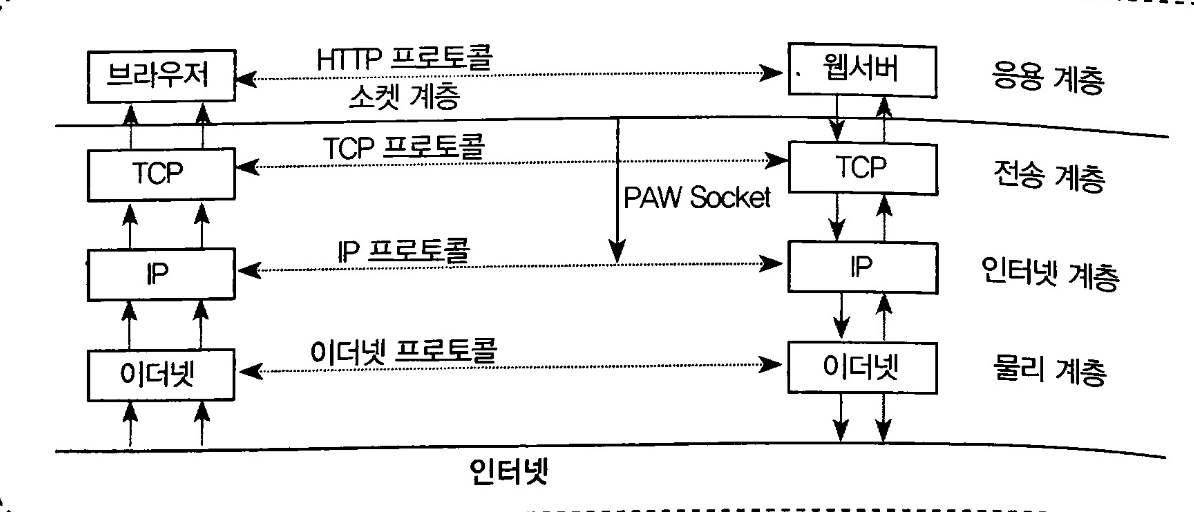 브라우저 HTTP 프로토콜 웹서버 응용 계층
소켓 계층
TCP TCP 프로토콜 TCP 전송 계층
PAW Socket
IP IP 프로토콜 IP 인터넷 계층
이더넷 이더넷 프로토콜 이더넷 물리 계층
인터넷